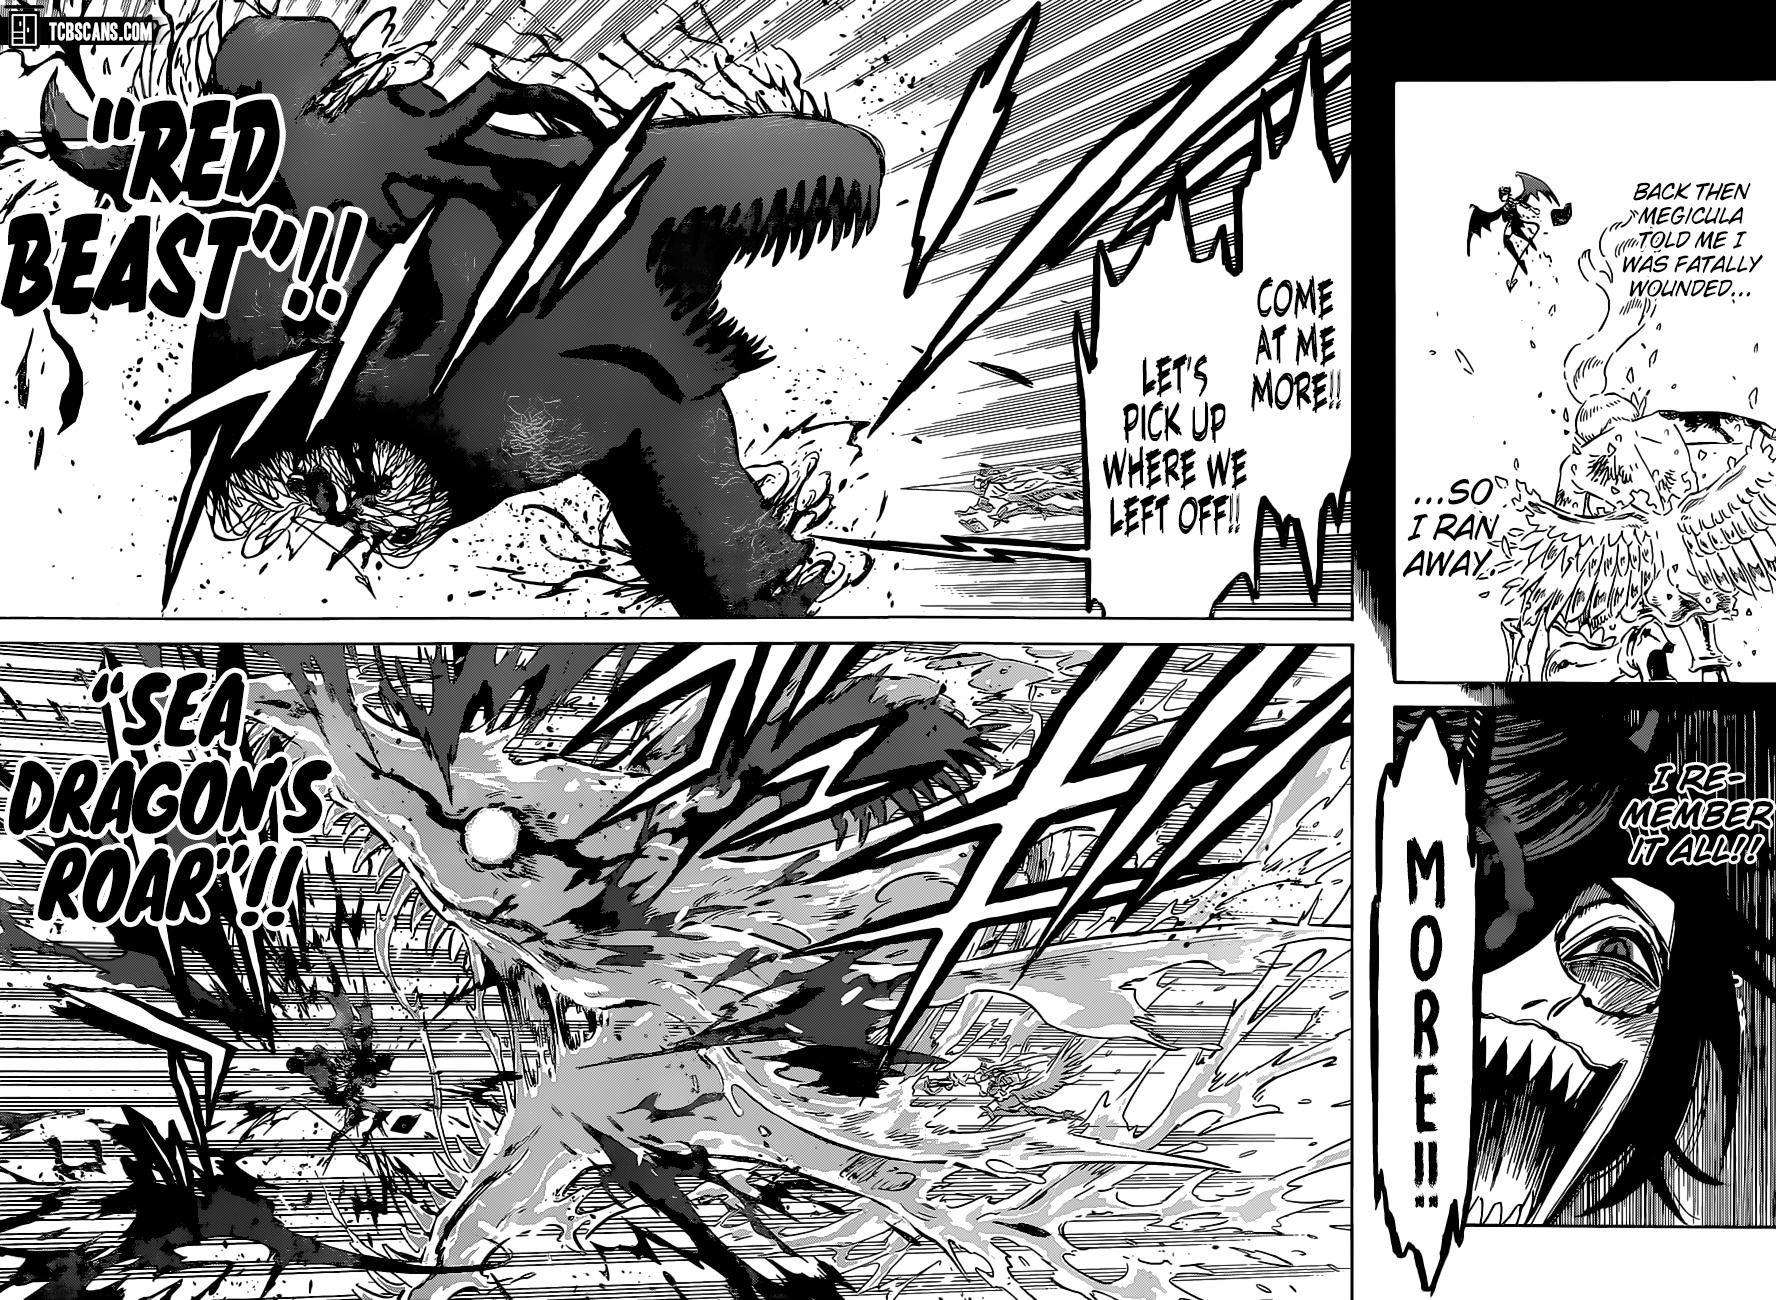 TCBSCANS.COM
BACK THEN
MEGICULA
TOLD ME I
WAS FATALLY
WOUNDED...
...SO
I RAN
AWAY.
I RE-
MEMBER
IT ALL!!
MORE!!
COME
AT ME
MORE!!
LET'S
PICK UP
WHERE WE
LEFT OFF!!
"RED
BEAST"!!
"SEA
DRAGON'S
ROAR"!!